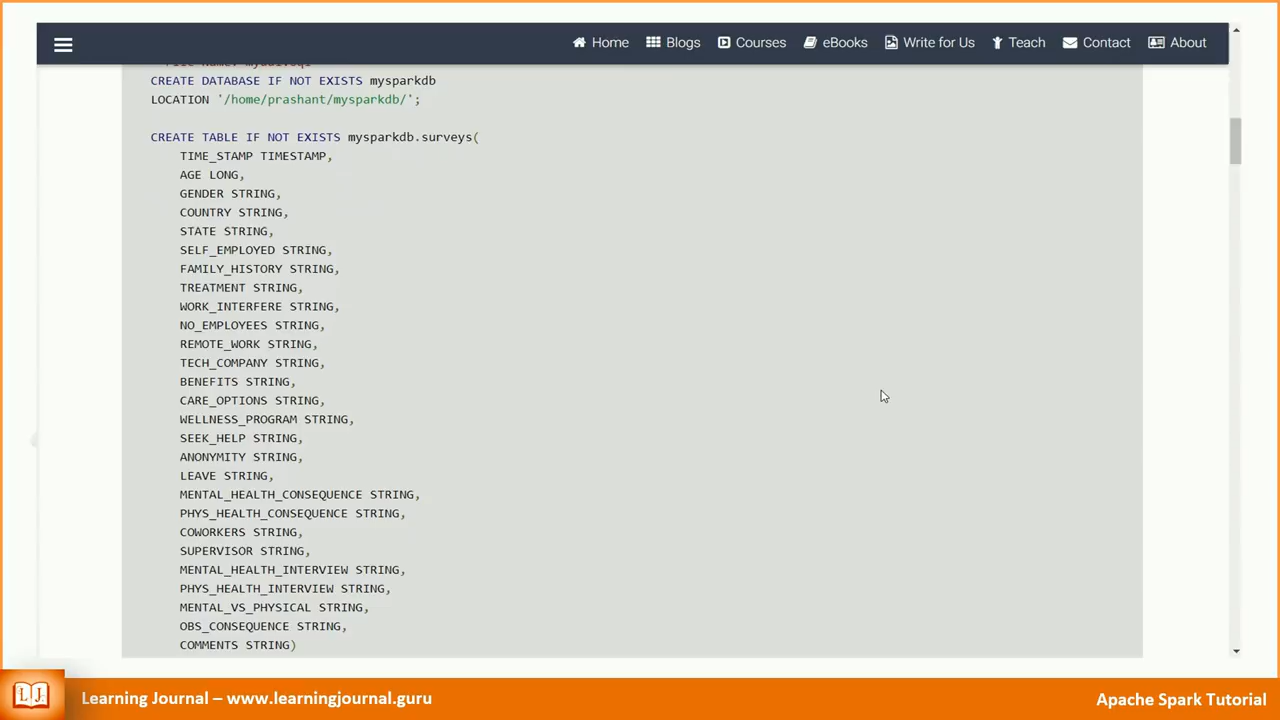 Home Blogs Courses eBooks Write for Us Teach Contact About
CREATE DATABASE IF NOT EXISTS mysparkdb
LOCATION '/home/prashant/mysparkdb/';
CREATE TABLE IF NOT EXISTS mysparkdb.surveys(
TIME_STAMP TIMESTAMP,
AGE LONG,
GENDER STRING,
COUNTRY STRING,
STATE STRING,
SELF_EMPLOYED STRING,
FAMILY_HISTORY STRING,
TREATMENT STRING,
WORK_INTERFERE STRING,
NO_EMPLOYEES STRING,
REMOTE_WORK STRING,
TECH_COMPANY STRING,
BENEFITS STRING,
CARE_OPTIONS STRING,
WELLNESS_PROGRAM STRING,
SEEK_HELP STRING,
ANONYMITY STRING,
LEAVE STRING,
MENTAL_HEALTH_CONSEQUENCE STRING,
PHYS_HEALTH_CONSEQUENCE STRING,
COWORKERS STRING,
SUPERVISOR STRING,
MENTAL_HEALTH_INTERVIEW STRING,
PHYS_HEALTH_INTERVIEW STRING,
MENTAL_VS_PHYSICAL STRING,
OBS_CONSEQUENCE STRING,
COMMENTS STRING)
LJ
Learning Journal – www.learningjournal.guru
Apache Spark Tutorial